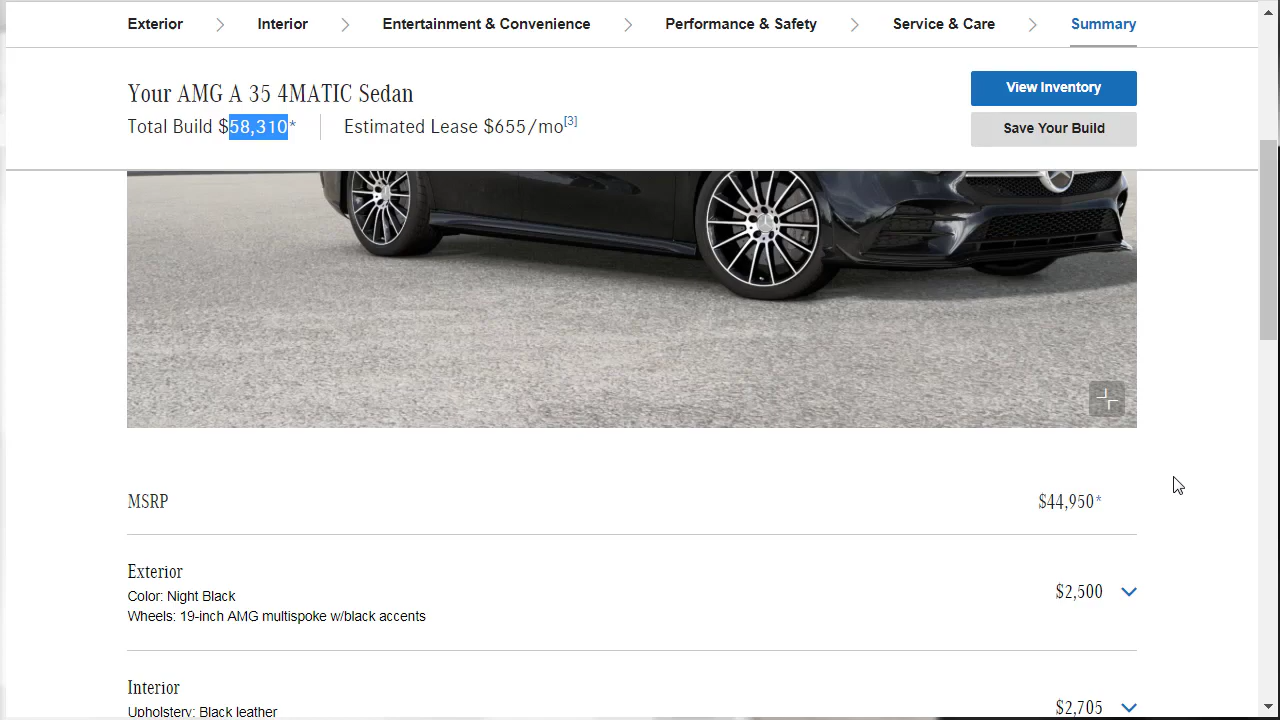 Exterior Interior Entertainment & Convenience Performance & Safety Service & Care Summary
Your AMG A 35 4MATIC Sedan
Total Build $58,310* Estimated Lease $655/mo[3]
View Inventory
Save Your Build
MSRP $44,950*
Exterior
Color: Night Black
Wheels: 19-inch AMG multispoke w/black accents
$2,500
Interior
Upholstery: Black leather
$2,705